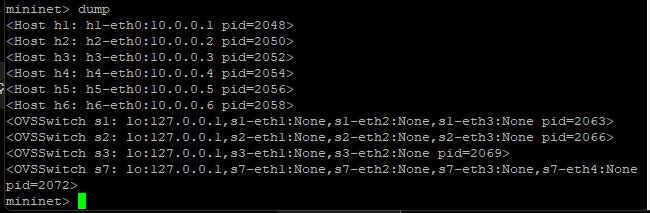 mininet> dump
<Host h1: h1-eth0:10.0.0.1 pid=2048>
<Host h2: h2-eth0:10.0.0.2 pid=2050>
<Host h3: h3-eth0:10.0.0.3 pid=2052>
<Host h4: h4-eth0:10.0.0.4 pid=2054>
<Host h5: h5-eth0:10.0.0.5 pid=2056>
<Host h6: h6-eth0:10.0.0.6 pid=2058>
<OVSSwitch s1: lo:127.0.0.1,s1-eth1:None,s1-eth2:None,s1-eth3:None pid=2063>
<OVSSwitch s2: lo:127.0.0.1,s2-eth1:None,s2-eth2:None,s2-eth3:None pid=2066>
<OVSSwitch s3: lo:127.0.0.1,s3-eth1:None,s3-eth2:None pid=2069>
<OVSSwitch s7: lo:127.0.0.1,s7-eth1:None,s7-eth2:None,s7-eth3:None,s7-eth4:None
pid=2072>
mininet>